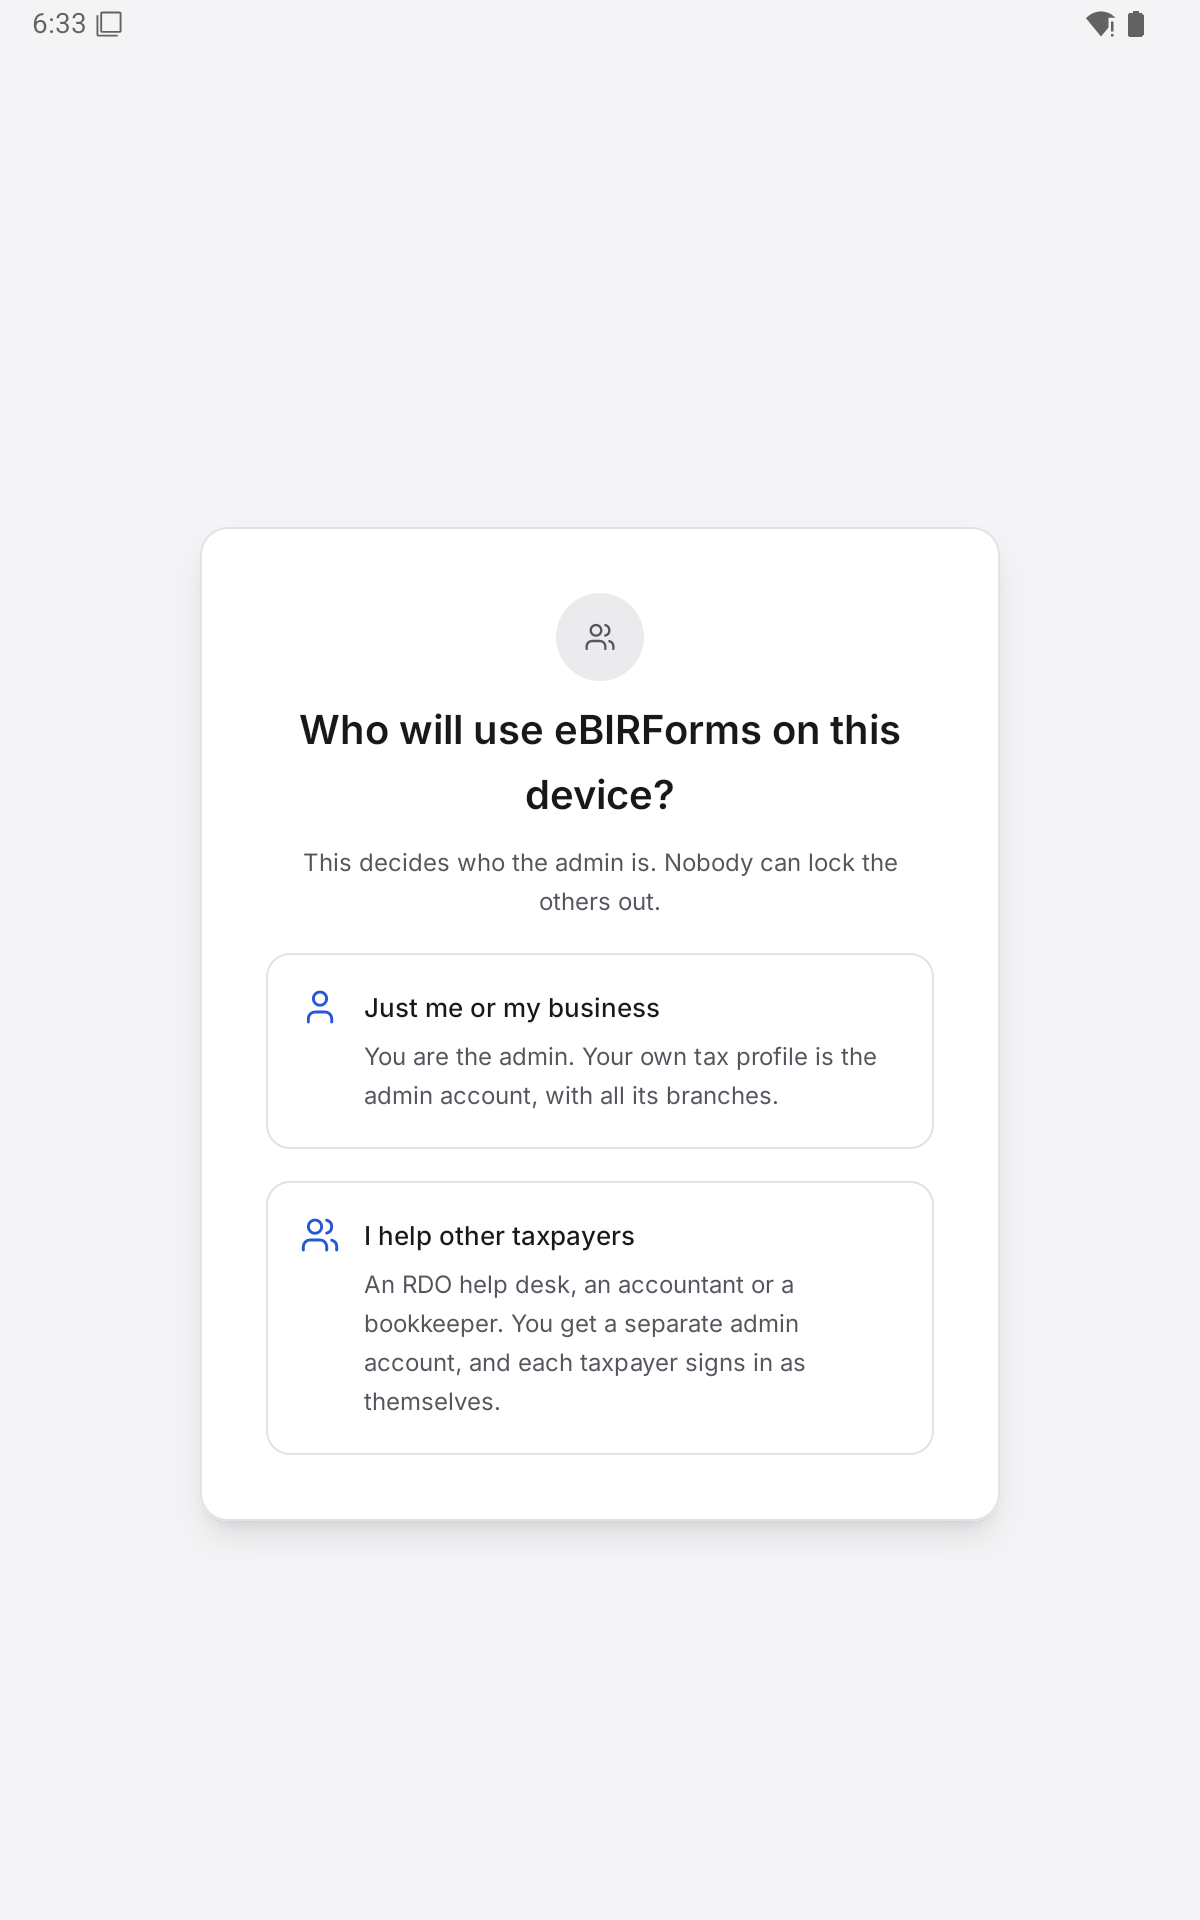 6:33
Who will use eBIRForms on this
device?
This decides who the admin is. Nobody can lock the
others out.
Just me or my business
You are the admin. Your own tax profile is the
admin account, with all its branches.
I help other taxpayers
An RDO help desk, an accountant or a
bookkeeper. You get a separate admin
account, and each taxpayer signs in as
themselves.